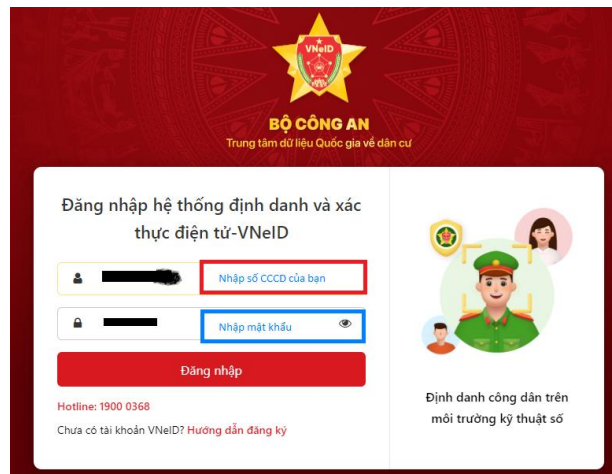 VNeID
BỘ CÔNG AN
Trung tâm dữ liệu Quốc gia về dân cư
Đăng nhập hệ thống định danh và xác
thực điện tử-VNeID
Nhập số CCCD của bạn
Nhập mật khẩu
Đăng nhập
Hotline: 1900 0368
Chưa có tài khoản VNeID? Hướng dẫn đăng ký
Định danh công dân trên
môi trường kỹ thuật số